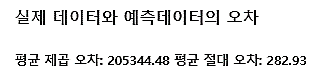 실제 데이터와 예측데이터의 오차
평균 제곱 오차: 205344.48 평균 절대 오차: 282.93